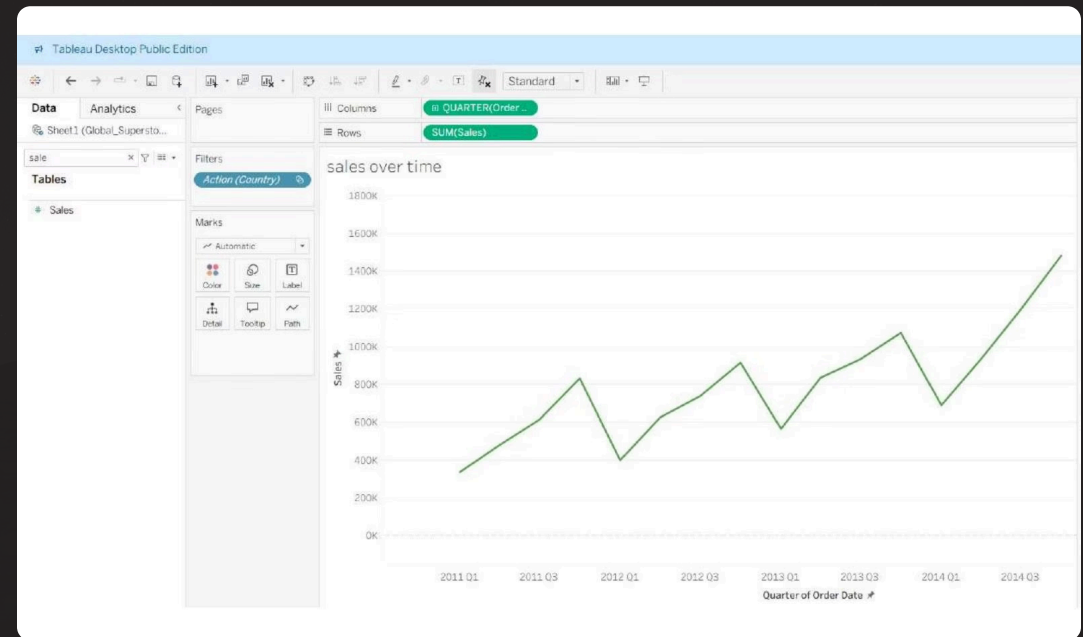 Tableau Desktop Public Edition
Standard
Data
Analytics
Pages
Columns
QUARTER(Order ...
Sheet1 (Global_Supersto...
Rows
SUM(Sales)
sale
Filters
Tables
Action (Country)
sales over time
Sales
Marks
Automatic
Color
Size
Label
Detail
Tooltip
Path
1800K
1600K
1400K
1200K
1000K
800K
600K
400K
200K
0K
Sales
2011 Q1
2011 Q3
2012 Q1
2012 Q3
2013 Q1
2013 Q3
2014 Q1
2014 Q3
Quarter of Order Date